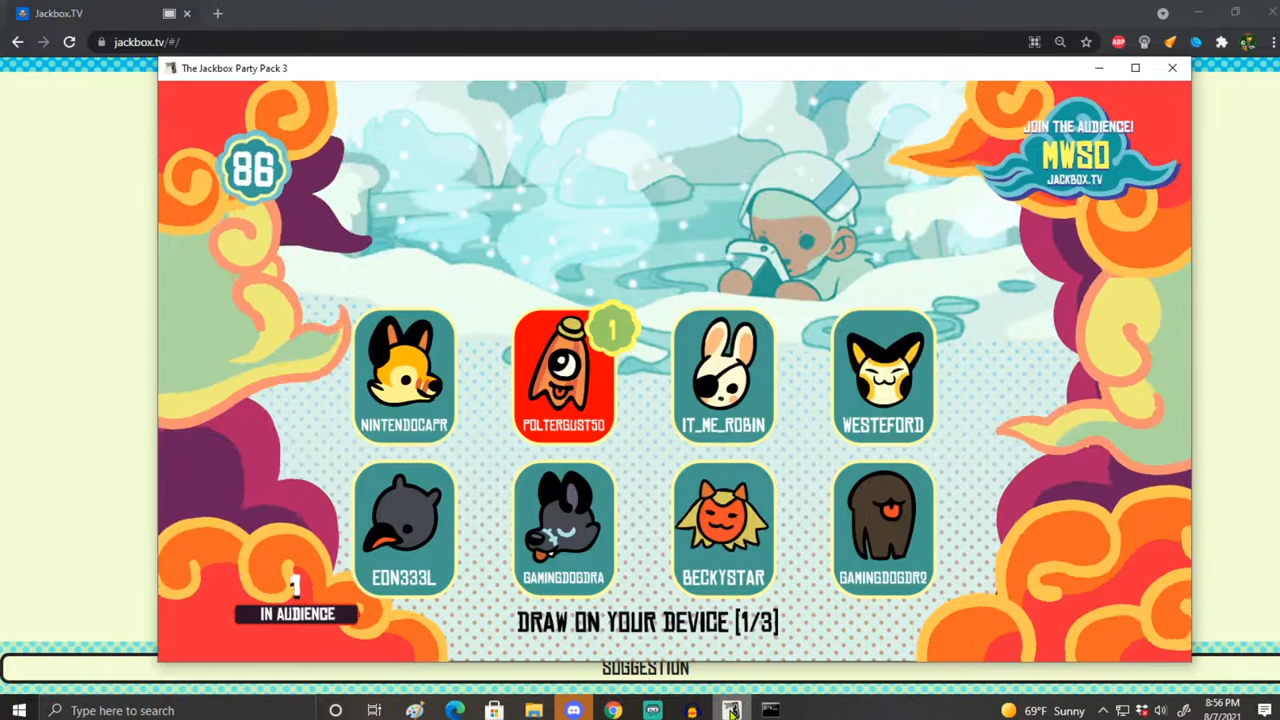 Jackbox.TV
jackbox.tv/#/
ABP
The Jackbox Party Pack 3
86
JOIN THE AUDIENCE!
MWSO
JACKBOX.TV
1
NINTENDOCAPR
POLTERGUST50
IT_ME_ROBIN
WESTEFORD
EON333L
GAMINGDOGDRA
BECKYSTAR
GAMINGDOGDR2
1
IN AUDIENCE
DRAW ON YOUR DEVICE [1/3]
SUGGESTION
Type here to search
69°F Sunny
8:56 PM
8/7/2021